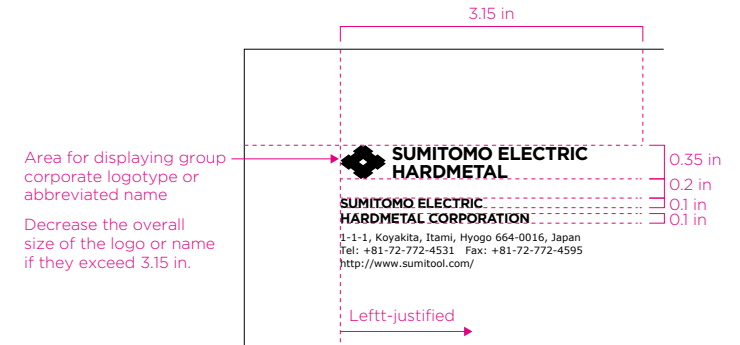 3.15 in
Area for displaying group
corporate logotype or
abbreviated name
Decrease the overall
size of the logo or name
if they exceed 3.15 in.
SUMITOMO ELECTRIC
HARDMETAL
0.35 in
0.2 in
0.1 in
0.1 in
SUMITOMO ELECTRIC
HARDMETAL CORPORATION
1-1-1, Koyakita, Itami, Hyogo 664-0016, Japan
Tel: +81-72-772-4531 Fax: +81-72-772-4595
http://www.sumitool.com/
Leftt-justified